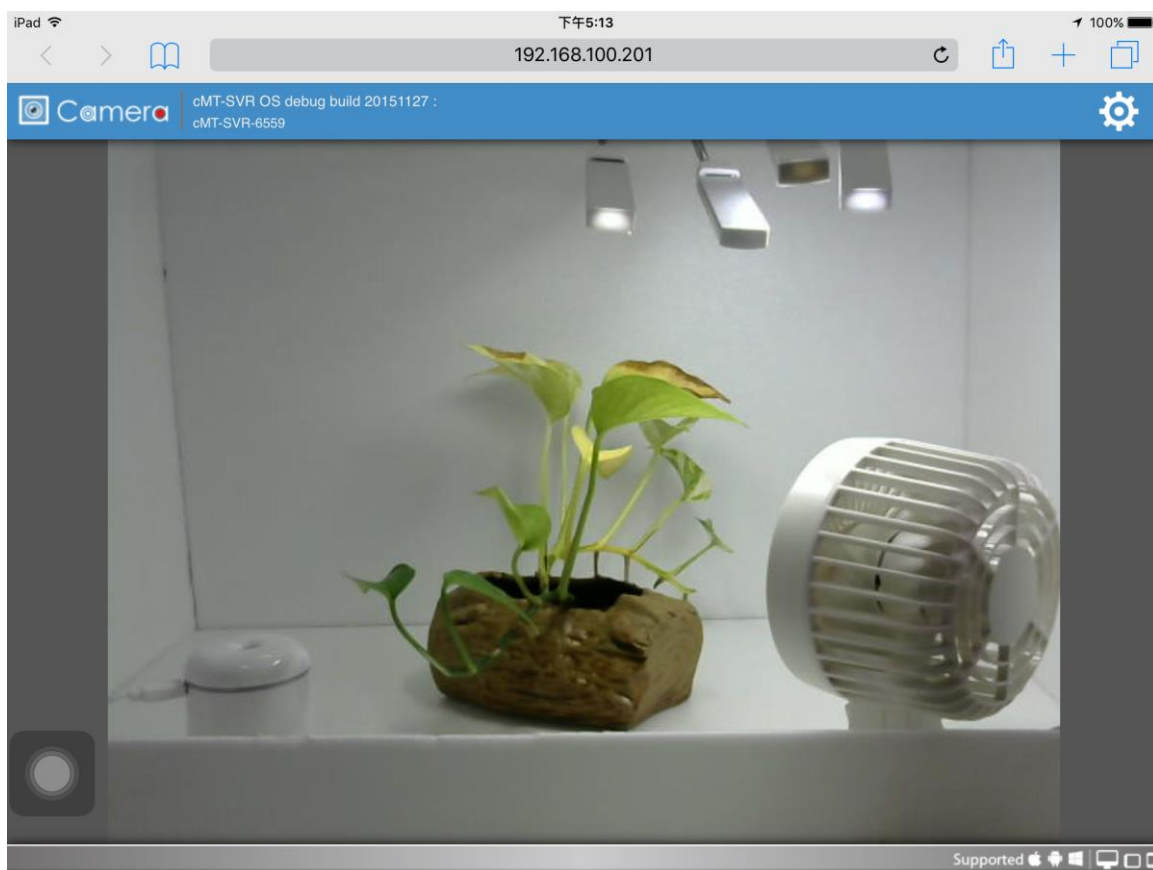 iPad 下午5:13 100%
192.168.100.201
Camera
cMT-SVR OS debug build 20151127 :
cMT-SVR-6559
Supported